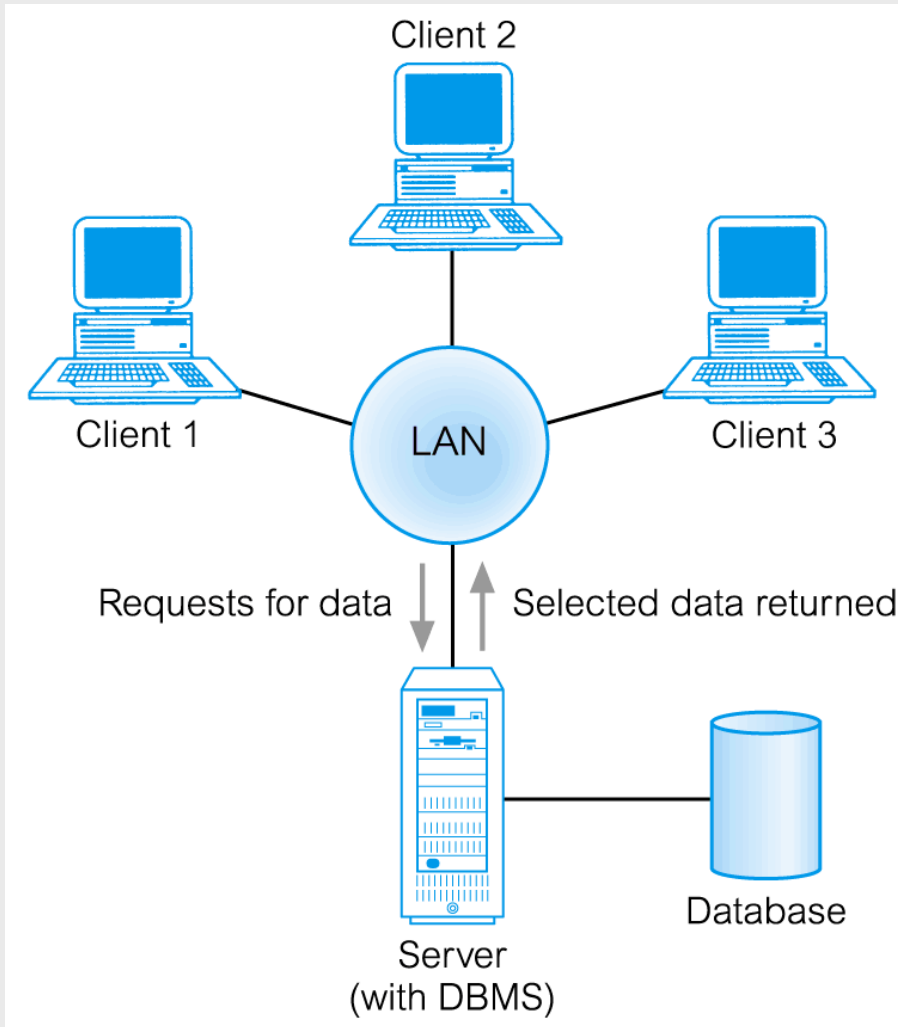 Client 2
Client 1
LAN
Client 3
Requests for data
Selected data returned
Database
Server
(with DBMS)